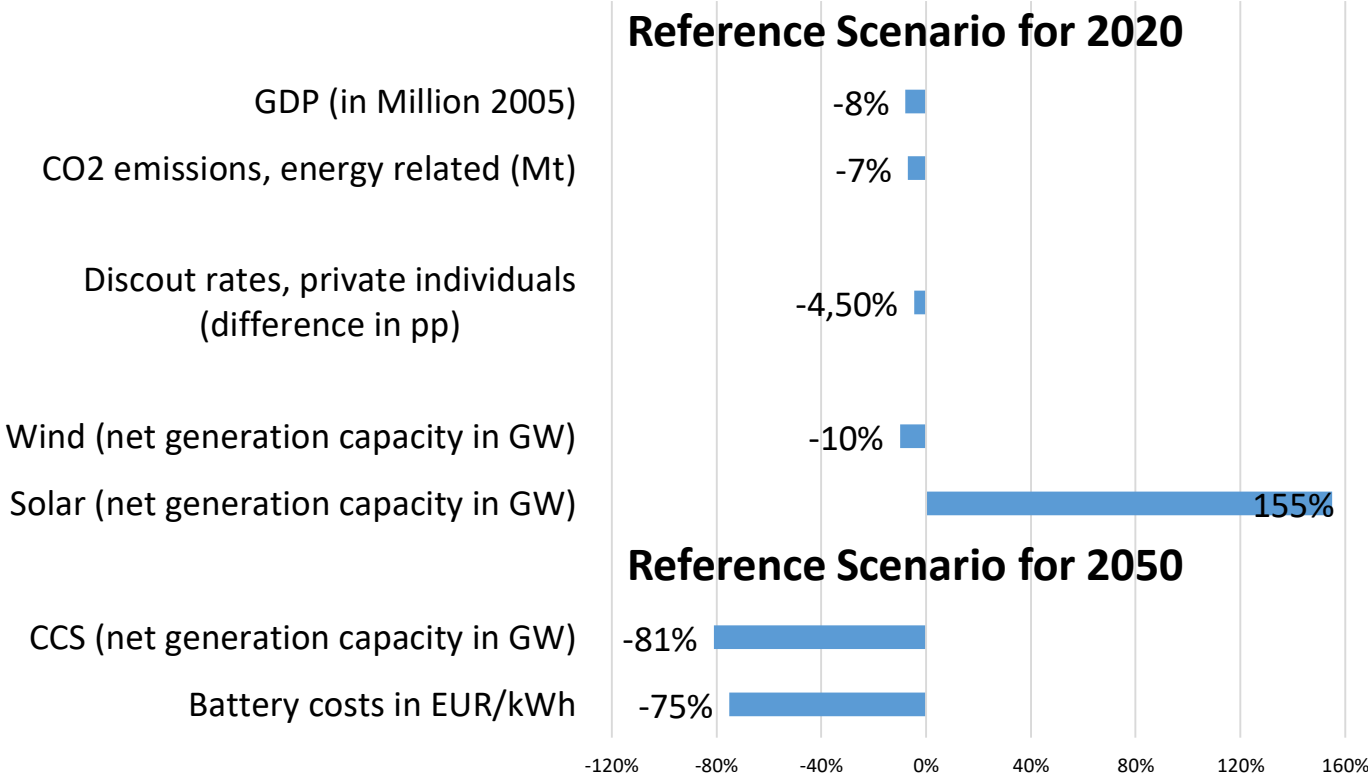 Reference Scenario for 2020
GDP (in Million 2005)
-8%
CO2 emissions, energy related (Mt)
-7%
Discout rates, private individuals
(difference in pp)
-4,50%
Wind (net generation capacity in GW)
-10%
Solar (net generation capacity in GW)
155%
Reference Scenario for 2050
CCS (net generation capacity in GW)
-81%
Battery costs in EUR/kWh
-75%
-120% -80% -40% 0% 40% 80% 120% 160%